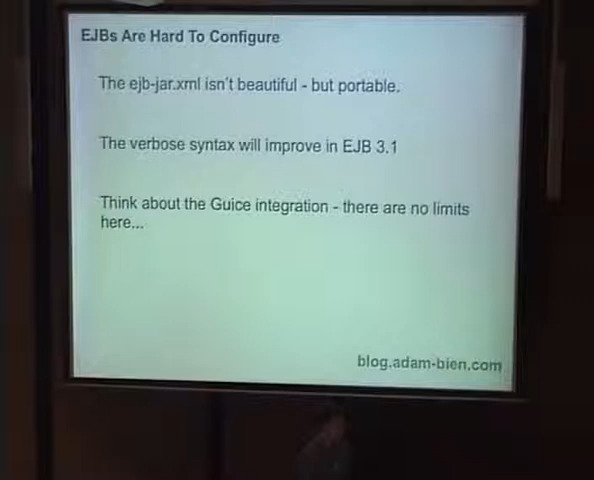 EJBs Are Hard To Configure
The ejb-jar.xml isn't beautiful - but portable.
The verbose syntax will improve in EJB 3.1
Think about the Guice integration - there are no limits
here...
blog.adam-bien.com